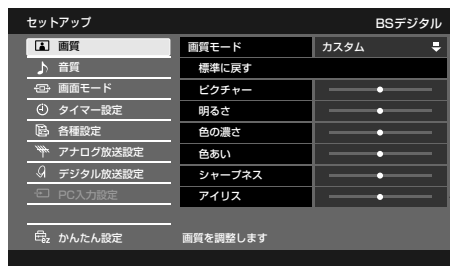 セットアップ BSデジタル
画質 画質モード カスタム
音質 標準に戻す
画面モード ピクチャー
タイマー設定 明るさ
各種設定 色の濃さ
アナログ放送設定 色あい
デジタル放送設定 シャープネス
PC入力設定 アイリス
かんたん設定 画質を調整します